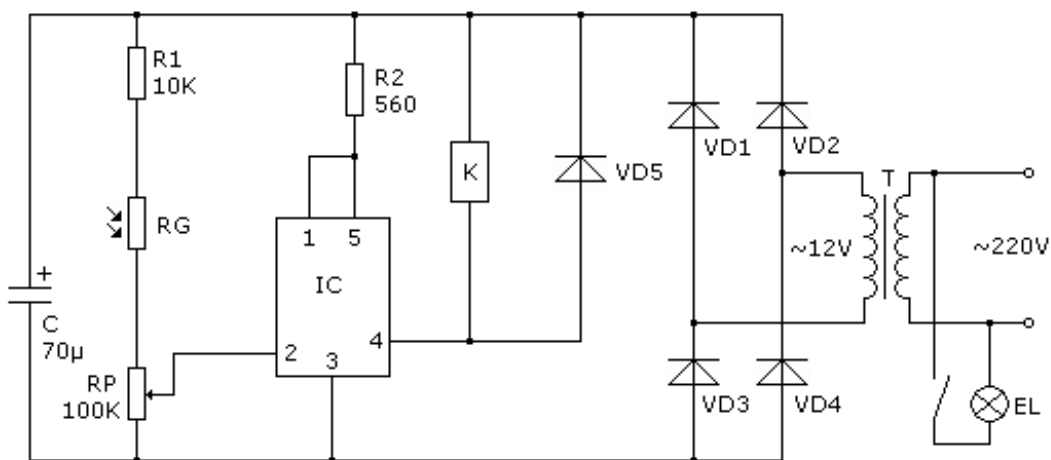 R1
10K
R2
560
VD1
VD2
K
VD5
T
RG
1
5
~12V
~220V
IC
+
C
70µ
2
3
4
RP
100K
VD3
VD4
EL